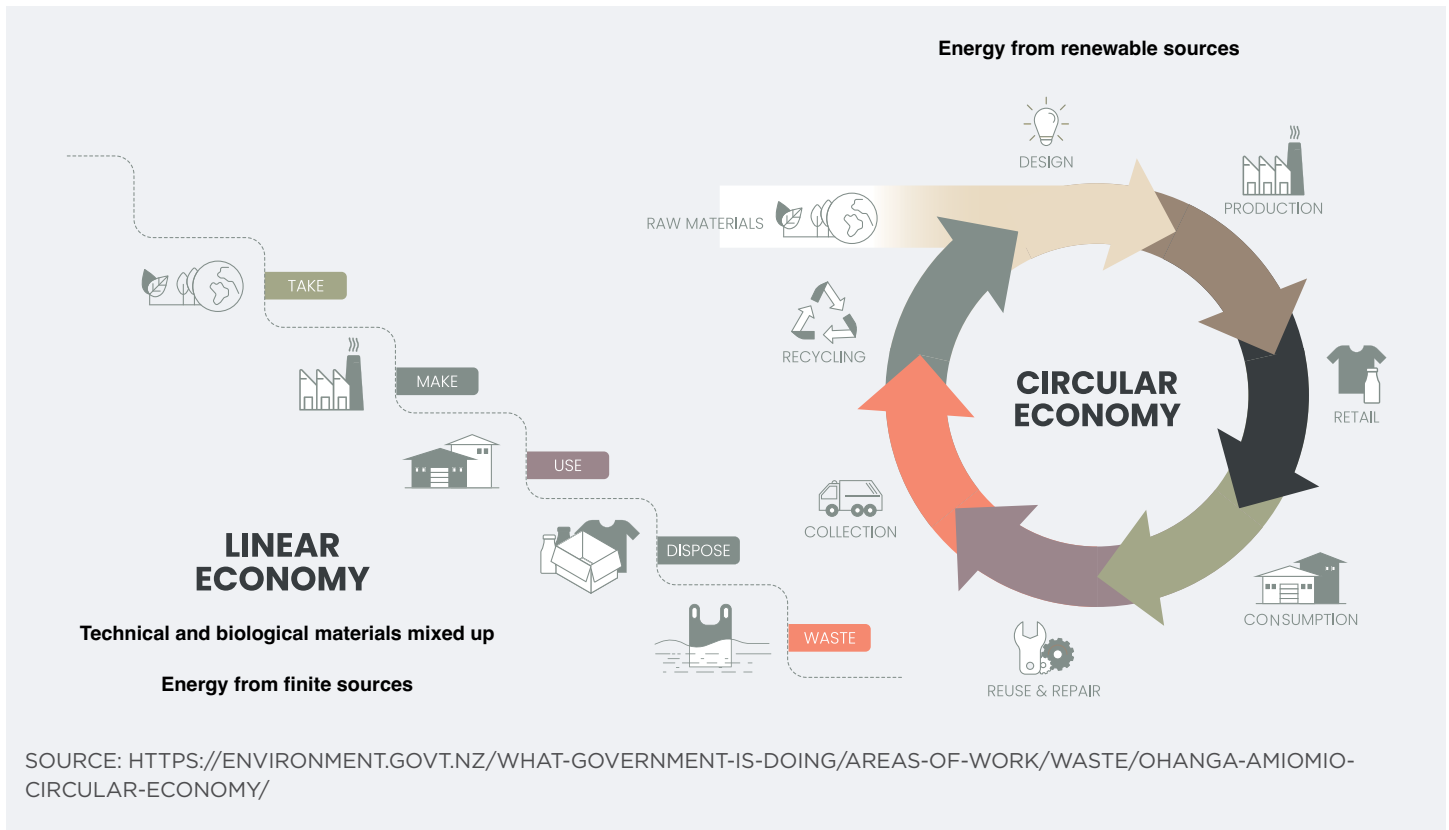 Energy from renewable sources
DESIGN
PRODUCTION
RAW MATERIALS
RECYCLING
CIRCULAR
ECONOMY
RETAIL
COLLECTION
CONSUMPTION
REUSE & REPAIR
TAKE
MAKE
USE
DISPOSE
WASTE
LINEAR
ECONOMY
Technical and biological materials mixed up
Energy from finite sources
SOURCE: HTTPS://ENVIRONMENT.GOVT.NZ/WHAT-GOVERNMENT-IS-DOING/AREAS-OF-WORK/WASTE/OHANGA-AMIOMIO-
CIRCULAR-ECONOMY/